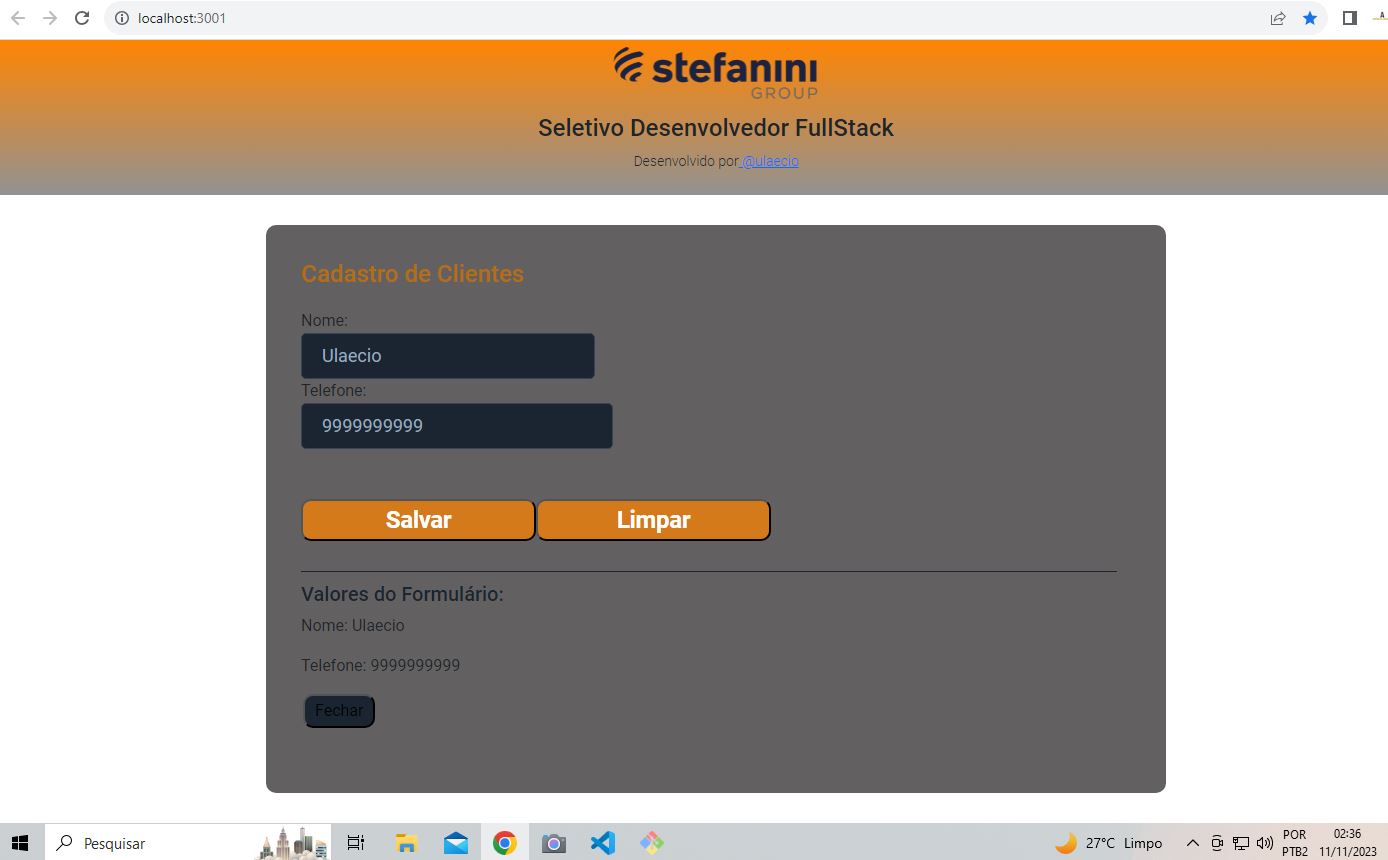 localhost:3001
stefanini
GROUP
Seletivo Desenvolvedor FullStack
Desenvolvido por @ulaecio
Cadastro de Clientes
Nome:
Ulaecio
Telefone:
9999999999
Salvar Limpar
Valores do Formulário:
Nome: Ulaecio
Telefone: 9999999999
Fechar
Pesquisar
27°C Limpo
POR
PTB2
02:36
11/11/2023